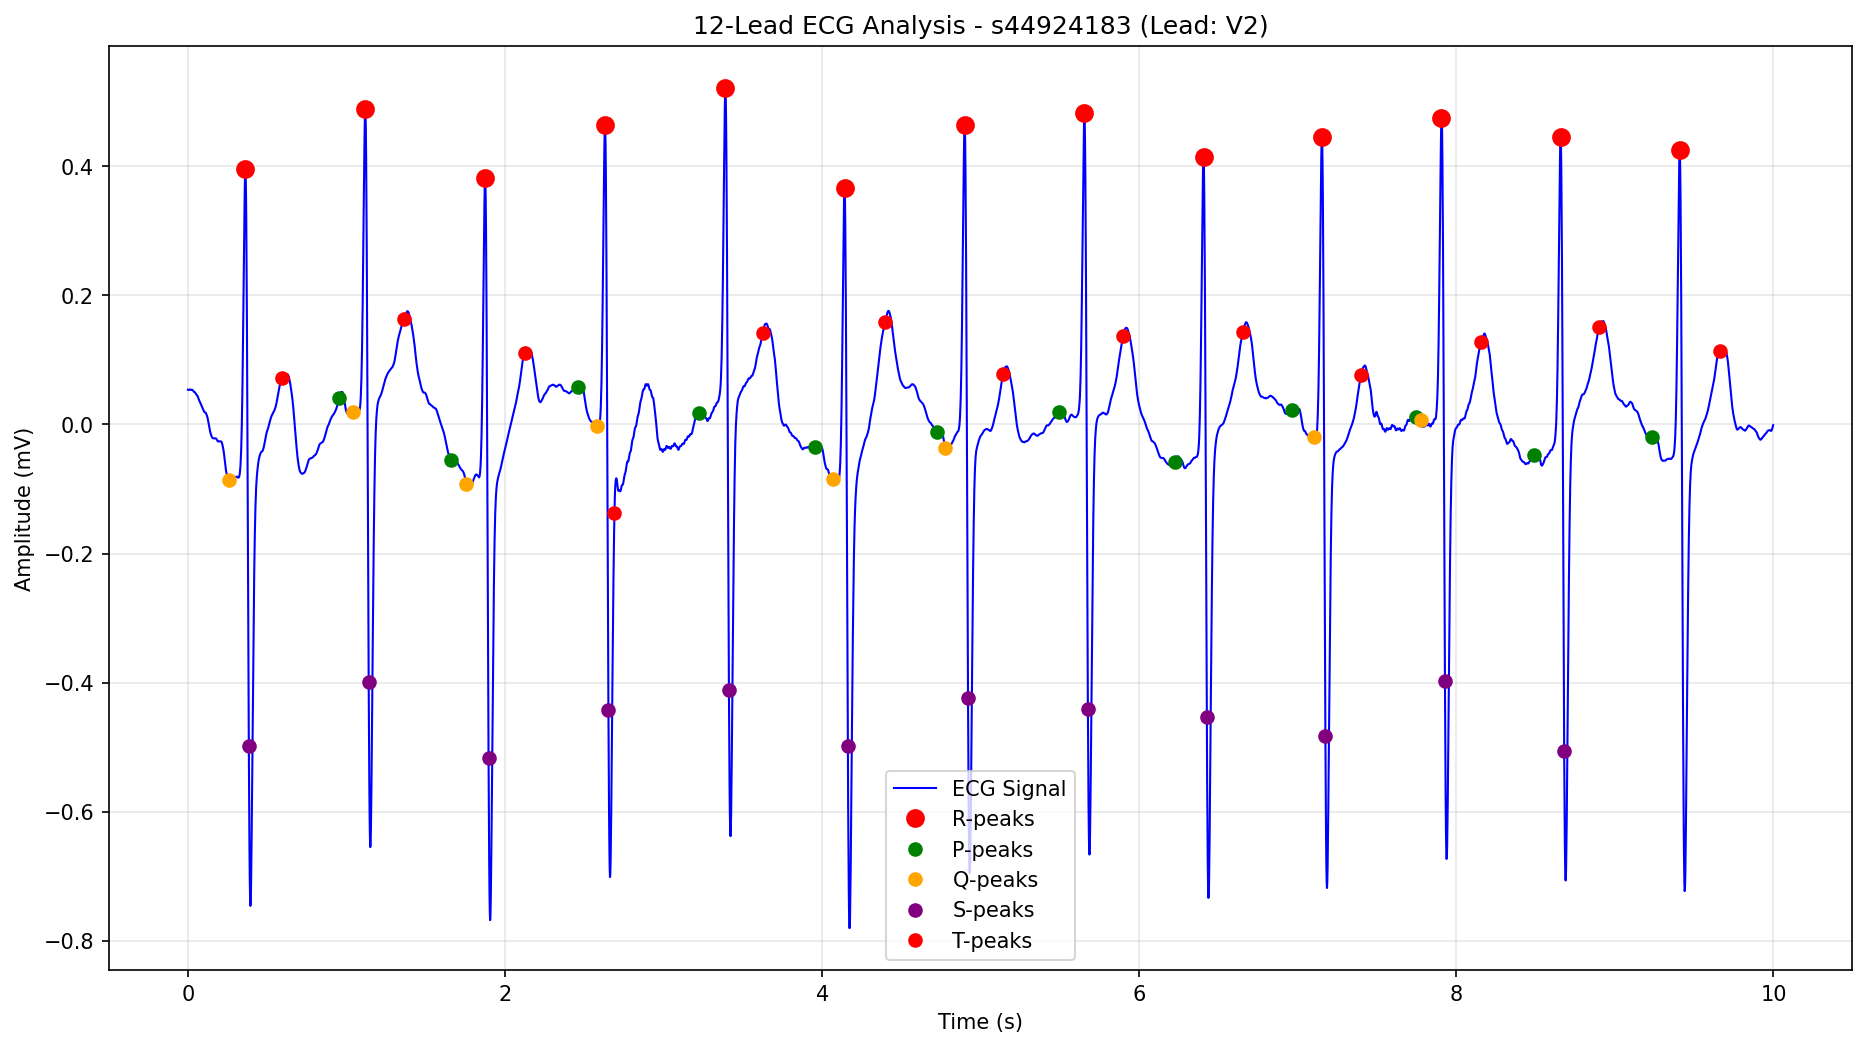 12-Lead ECG Analysis - s44924183 (Lead: V2)
Amplitude (mV)
0.4
0.2
0.0
−0.2
−0.4
−0.6
−0.8
ECG Signal
R-peaks
P-peaks
Q-peaks
S-peaks
T-peaks
0 2 4 6 8 10
Time (s)